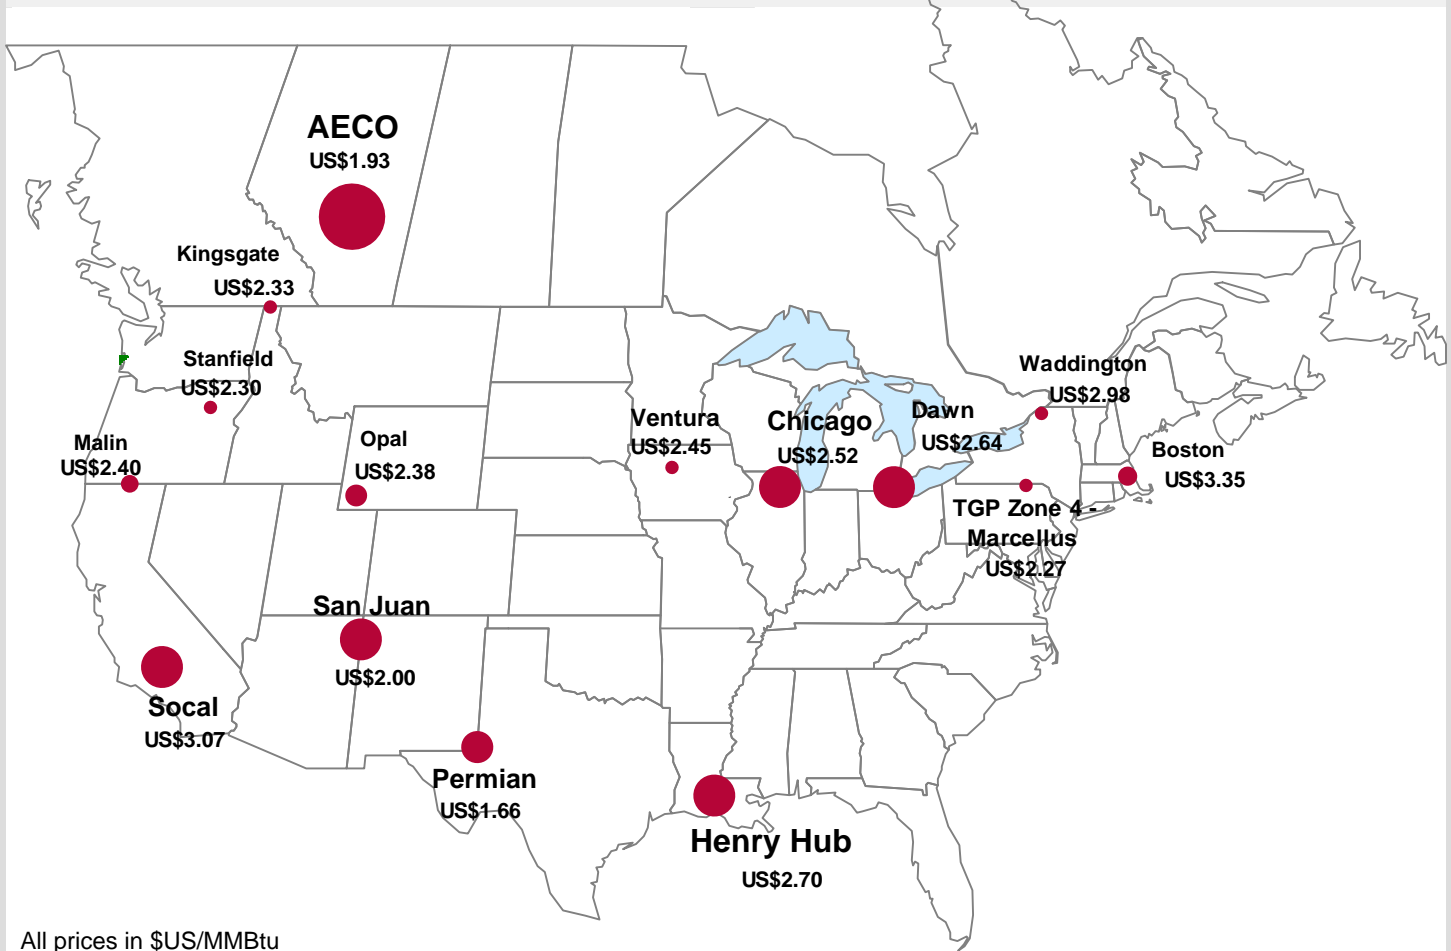 AECO
US$1.93
Kingsgate
US$2.33
Stanfield
US$2.30
Malin
US$2.40
Opal
US$2.38
Ventura
US$2.45
Chicago
US$2.52
Dawn
US$2.64
Waddington
US$2.98
Boston
US$3.35
TGP Zone 4 -
Marcellus
US$2.27
San Juan
US$2.00
Socal
US$3.07
Permian
US$1.66
Henry Hub
US$2.70
All prices in $US/MMBtu